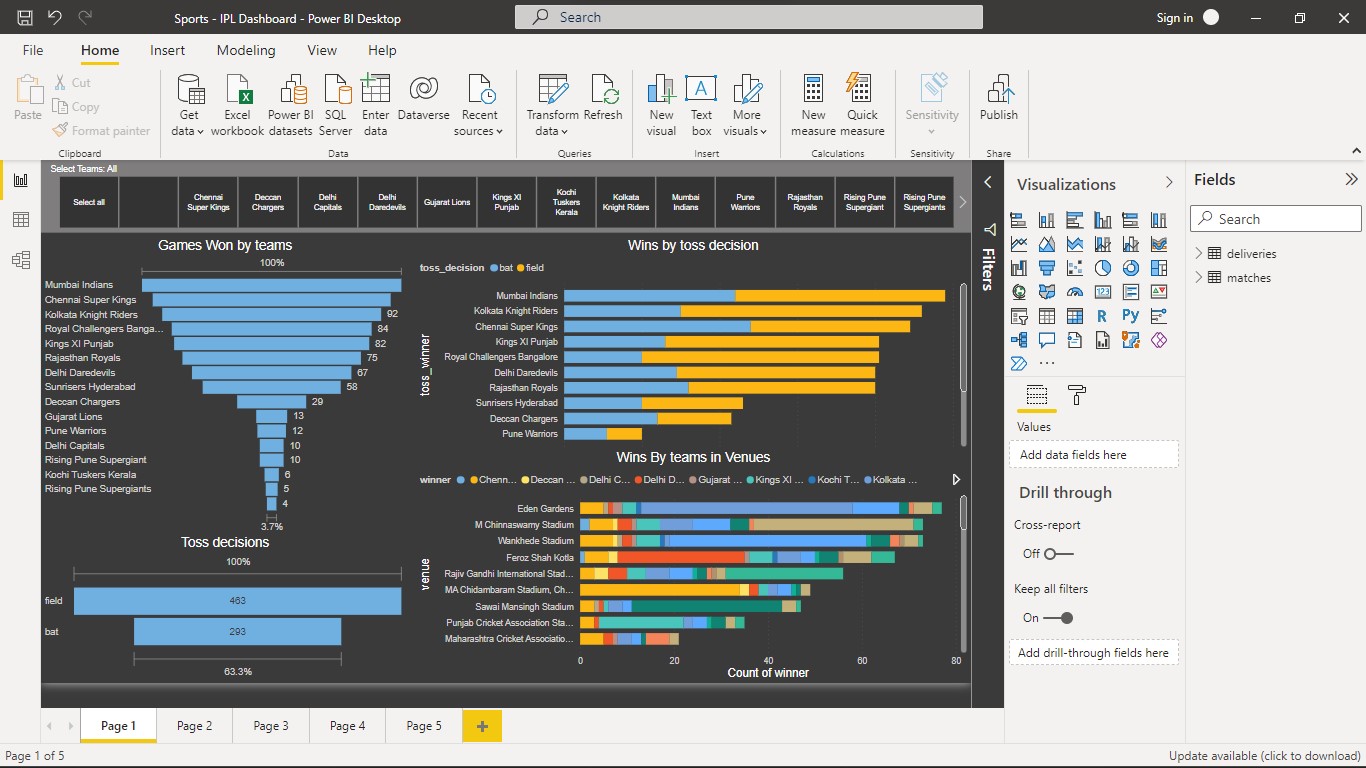 Sports - IPL Dashboard - Power BI Desktop
Search
Sign in
File
Home
Insert
Modeling
View
Help
Paste
Cut
Copy
Format painter
Clipboard
Get data
Excel workbook
Power BI datasets
SQL Server
Enter data
Dataverse
Recent sources
Data
Transform data
Refresh
Queries
New visual
Text box
More visuals
Insert
New measure
Quick measure
Calculations
Sensitivity
Sensitivity
Publish
Share
Select Teams: All
Select all
Chennai Super Kings
Deccan Chargers
Delhi Capitals
Delhi Daredevils
Gujarat Lions
Kings XI Punjab
Kochi Tuskers Kerala
Kolkata Knight Riders
Mumbai Indians
Pune Warriors
Rajasthan Royals
Rising Pune Supergiant
Rising Pune Supergiants
Games Won by teams
100%
Mumbai Indians
Chennai Super Kings
Kolkata Knight Riders 92
Royal Challengers Banga... 84
Kings XI Punjab 82
Rajasthan Royals 75
Delhi Daredevils 67
Sunrisers Hyderabad 58
Deccan Chargers 29
Gujarat Lions 13
Pune Warriors 12
Delhi Capitals 10
Rising Pune Supergiant 10
Kochi Tuskers Kerala 6
Rising Pune Supergiants 5
4
3.7%
Toss decisions
100%
field 463
bat 293
63.3%
Wins by toss decision
toss_decision bat field
toss_winner
Mumbai Indians
Kolkata Knight Riders
Chennai Super Kings
Kings XI Punjab
Royal Challengers Bangalore
Delhi Daredevils
Rajasthan Royals
Sunrisers Hyderabad
Deccan Chargers
Pune Warriors
Wins By teams in Venues
winner Chenn... Deccan ... Delhi C... Delhi D... Gujarat ... Kings XI ... Kochi T... Kolkata ...
venue
Eden Gardens
M Chinnaswamy Stadium
Wankhede Stadium
Feroz Shah Kotla
Rajiv Gandhi International Stad...
MA Chidambaram Stadium, Ch...
Sawai Mansingh Stadium
Punjab Cricket Association Sta...
Maharashtra Cricket Associatio...
0 20 40 60 80
Count of winner
Filters
Visualizations
R
Py
123
Values
Add data fields here
Drill through
Cross-report
Off
Keep all filters
On
Add drill-through fields here
Fields
Search
deliveries
matches
Page 1
Page 2
Page 3
Page 4
Page 5
Page 1 of 5
Update available (click to download)